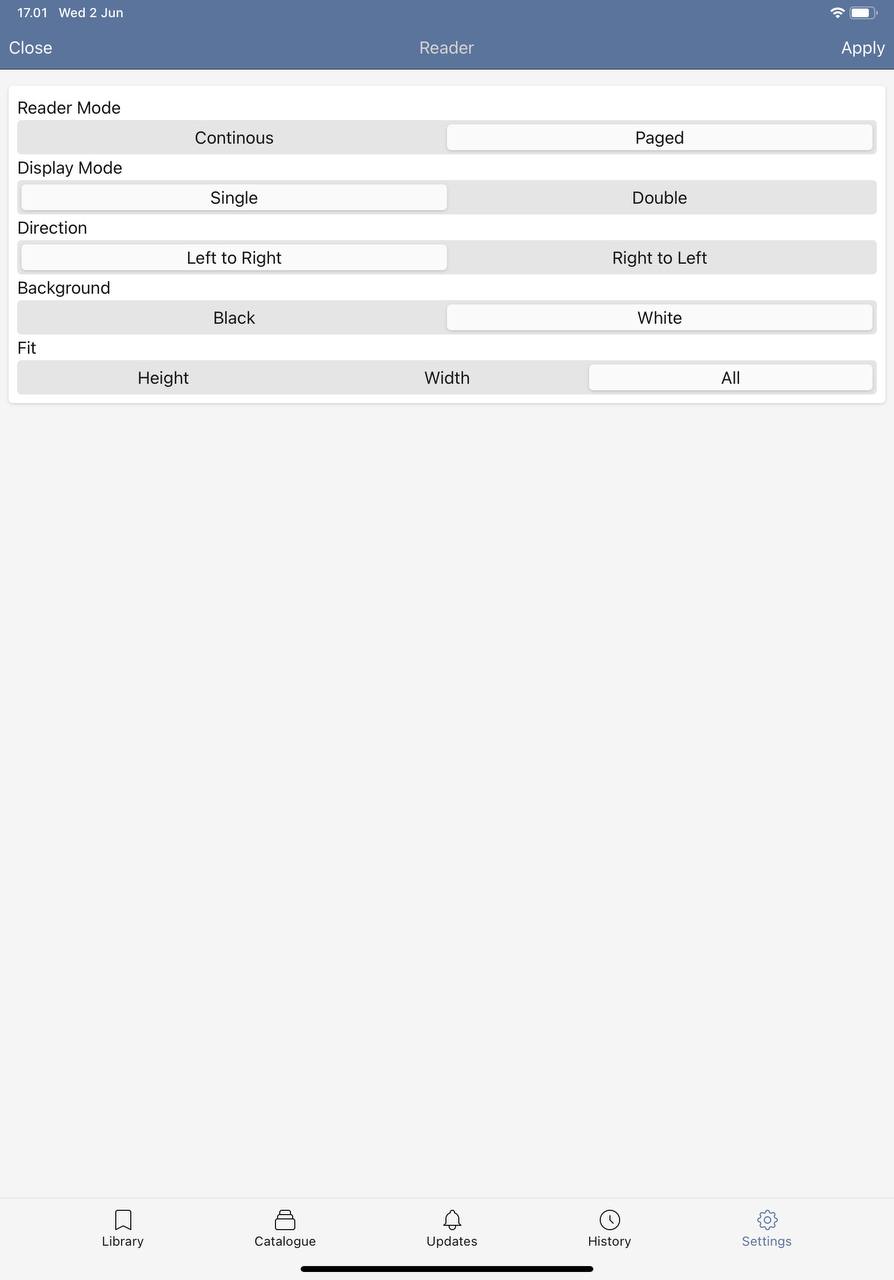 17.01 Wed 2 Jun
Close Reader Apply
Reader Mode
Continous Paged
Display Mode
Single Double
Direction
Left to Right Right to Left
Background
Black White
Fit
Height Width All
Library Catalogue Updates History Settings